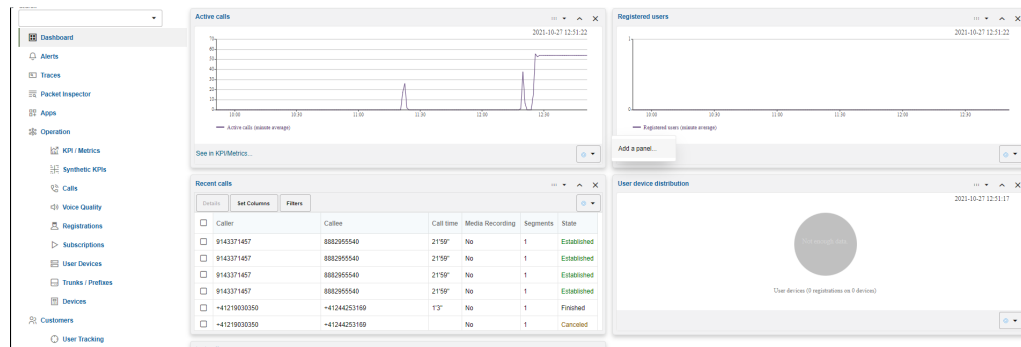 Dashboard
Alerts
Traces
Packet Inspector
Apps
Operation
KPI / Metrics
Synthetic KPIs
Calls
Voice Quality
Registrations
Subscriptions
User Devices
Trunks / Prefixes
Devices
Customers
User Tracking
Active calls
2021-10-27 12:51:22
70
60
50
40
30
20
10
0
10:00 10:30 11:00 11:30 12:00 12:30
Active calls (minute average)
See in KPI/Metrics...
Registered users
2021-10-27 12:51:22
1
0
10:00 10:30 11:00 11:30 12:00 12:30
Registered users (minute average)
Add a panel...
Recent calls
Details Set Columns Filters
Caller Callee Call time Media Recording Segments State
9143371457 8882955540 21'59" No 1 Established
9143371457 8882955540 21'59" No 1 Established
9143371457 8882955540 21'59" No 1 Established
9143371457 8882955540 21'59" No 1 Established
+41219030350 +41244253169 1'3" No 1 Finished
+41219030350 +41244253169 No 1 Canceled
User device distribution
2021-10-27 12:51:17
Not enough data
User devices (0 registrations on 0 devices)